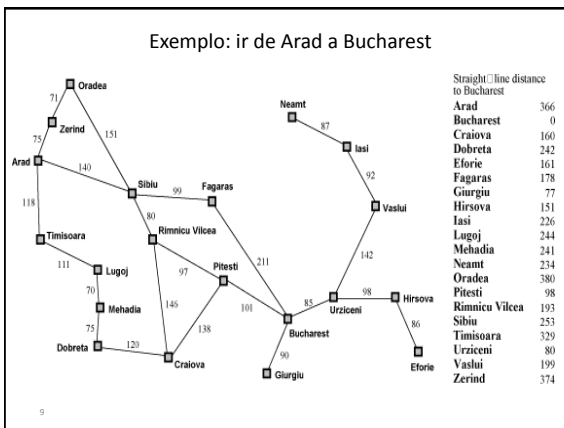 Exemplo: ir de Arad a Bucharest
Oradea
71
Zerind
75
151
Arad
140
Sibiu
99
Fagaras
118
80
Rimnicu Vilcea
Timisoara
111
Lugoj
70
Mehadia
75
Dobreta
120
Craiova
146
97
Pitesti
138
101
211
Bucharest
90
Giurgiu
85
Urziceni
98
Hirsova
86
Eforie
142
Vaslui
92
Iasi
87
Neamt
Straight□line distance
to Bucharest
Arad 366
Bucharest 0
Craiova 160
Dobreta 242
Eforie 161
Fagaras 178
Giurgiu 77
Hirsova 151
Iasi 226
Lugoj 244
Mehadia 241
Neamt 234
Oradea 380
Pitesti 98
Rimnicu Vilcea 193
Sibiu 253
Timisoara 329
Urziceni 80
Vaslui 199
Zerind 374
9